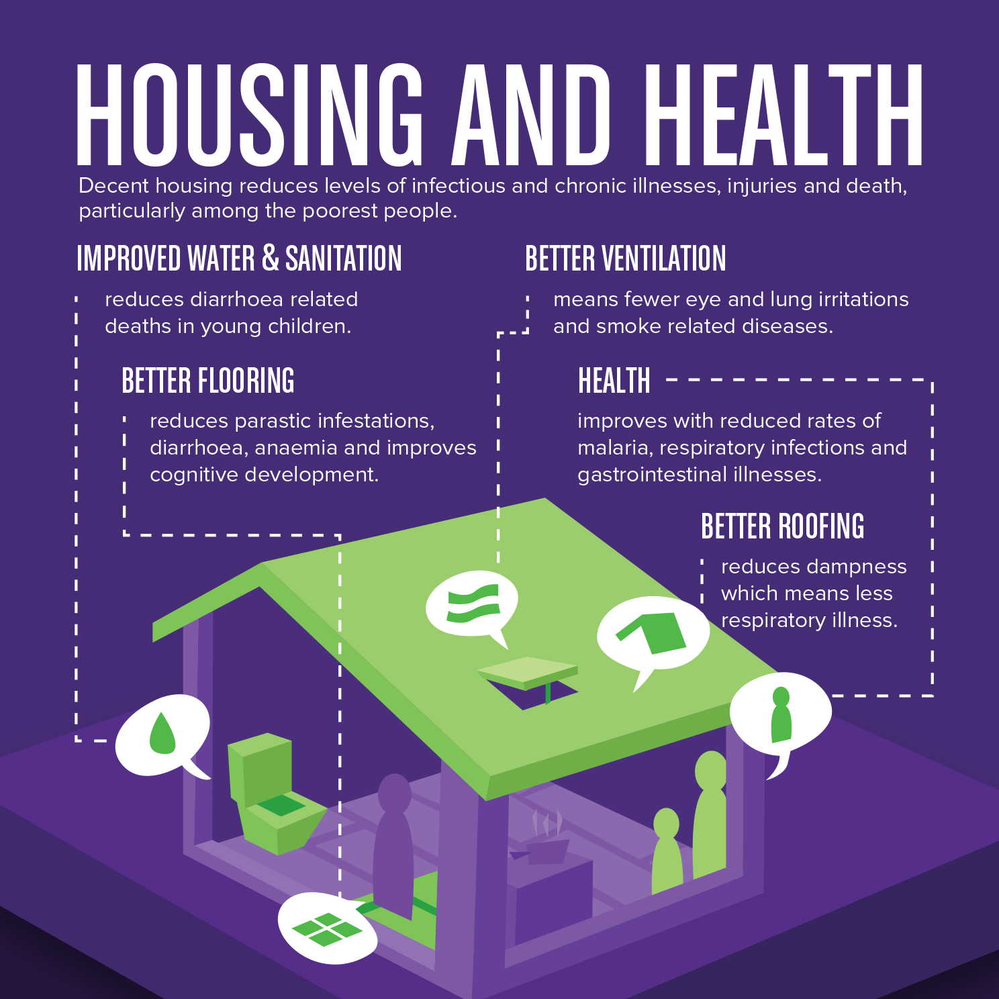 HOUSING AND HEALTH
Decent housing reduces levels of infectious and chronic illnesses, injuries and death,
particularly among the poorest people.
IMPROVED WATER & SANITATION
reduces diarrhoea related
deaths in young children.
BETTER VENTILATION
means fewer eye and lung irritations
and smoke related diseases.
BETTER FLOORING
reduces parastic infestations,
diarrhoea, anaemia and improves
cognitive development.
HEALTH
improves with reduced rates of
malaria, respiratory infections and
gastrointestinal illnesses.
BETTER ROOFING
reduces dampness
which means less
respiratory illness.